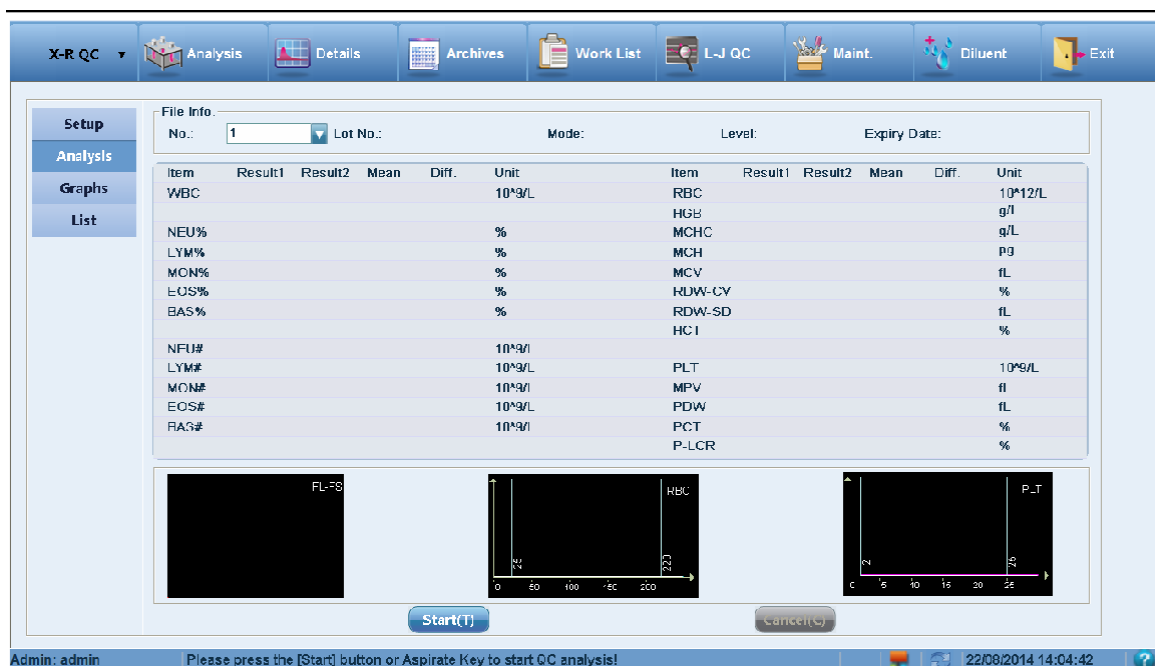 X-R QC Analysis Details Archives Work List L-J QC Maint. Diluent Exit
Setup
Analysis
Graphs
List
File Info.
No.: 1 Lot No.: Mode: Level: Expiry Date:
Item Result1 Result2 Mean Diff. Unit Item Result1 Result2 Mean Diff. Unit
WBC 10^9/L RBC 10^12/L
HGB g/l
NEU% % MCHC g/L
LYM% % MCH pg
MON% % MCV fL
EOS% % RDW-CV %
BAS% % RDW-SD fL
HCT %
NEU# 10^9/l
LYM# 10^9/L PLT 10^9/L
MON# 10^9/l MPV fl
EOS# 10^9/L PDW fL
BAS# 10^9/l PCT %
P-LCR %
FL-FS
RBC
25 220
0 50 100 150 200
PLT
2 25
0 5 10 15 20 25
Start(T) Cancel(C)
Admin: admin Please press the [Start] button or Aspirate Key to start QC analysis! 22/08/2014 14:04:42 ?